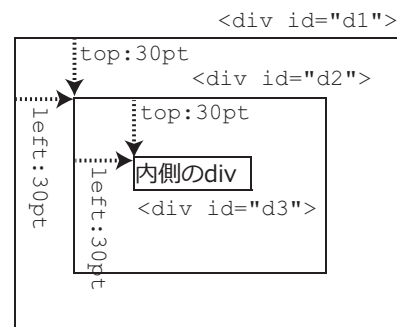 <div id="d1">
top:30pt
<div id="d2">
left:30pt
top:30pt
内側のdiv
left:30pt
<div id="d3">